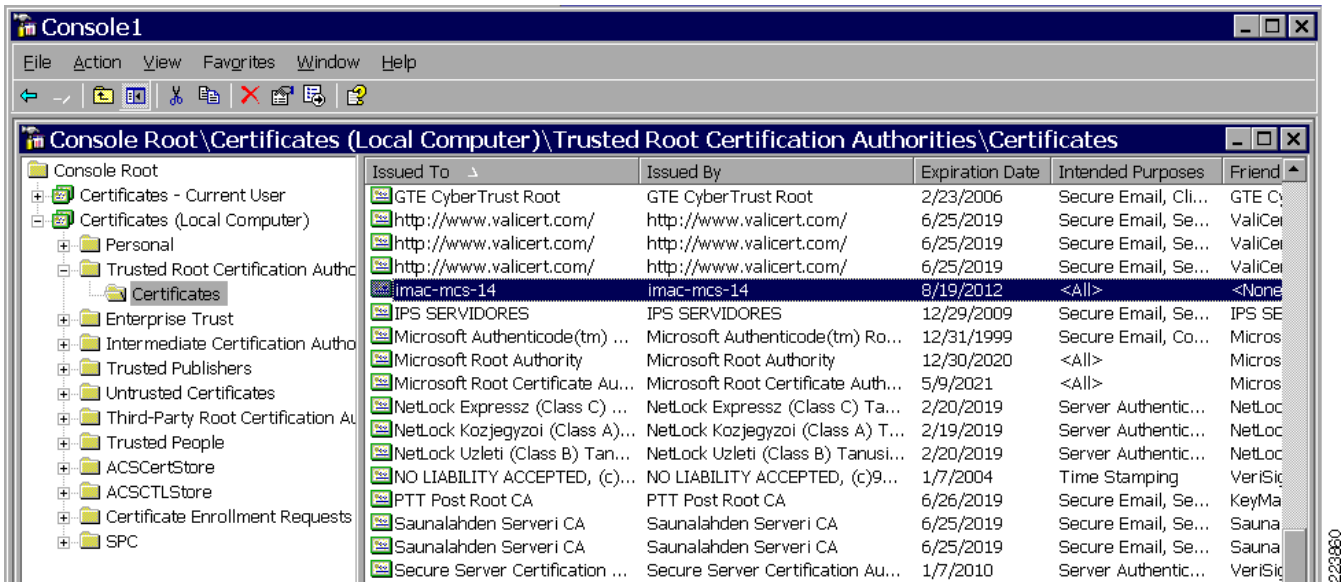 Console1
File Action View Favorites Window Help
Console Root\Certificates (Local Computer)\Trusted Root Certification Authorities\Certificates
Console Root
Certificates - Current User
Certificates (Local Computer)
Personal
Trusted Root Certification Autho
Certificates
Enterprise Trust
Intermediate Certification Autho
Trusted Publishers
Untrusted Certificates
Third-Party Root Certification Au
Trusted People
ACSCertStore
ACSCTLStore
Certificate Enrollment Requests
SPC
Issued To Issued By Expiration Date Intended Purposes Friend
GTE CyberTrust Root GTE CyberTrust Root 2/23/2006 Secure Email, Cli... GTE Cy
http://www.valicert.com/ http://www.valicert.com/ 6/25/2019 Secure Email, Se... ValiCer
http://www.valicert.com/ http://www.valicert.com/ 6/25/2019 Secure Email, Se... ValiCer
http://www.valicert.com/ http://www.valicert.com/ 6/25/2019 Secure Email, Se... ValiCer
imac-mcs-14 imac-mcs-14 8/19/2012 <All> <None
IPS SERVIDORES IPS SERVIDORES 12/29/2009 Secure Email, Se... IPS SE
Microsoft Authenticode(tm) ... Microsoft Authenticode(tm) Ro... 12/31/1999 Secure Email, Co... Micros
Microsoft Root Authority Microsoft Root Authority 12/30/2020 <All> Micros
Microsoft Root Certificate Au... Microsoft Root Certificate Auth... 5/9/2021 <All> Micros
NetLock Expressz (Class C) ... NetLock Expressz (Class C) Ta... 2/20/2019 Server Authentic... NetLoc
NetLock Kozjegyzoi (Class A)... NetLock Kozjegyzoi (Class A) T... 2/19/2019 Server Authentic... NetLoc
NetLock Uzleti (Class B) Tan... NetLock Uzleti (Class B) Tanusi... 2/20/2019 Server Authentic... NetLoc
NO LIABILITY ACCEPTED, (c)... NO LIABILITY ACCEPTED, (c)9... 1/7/2004 Time Stamping VeriSig
PTT Post Root CA PTT Post Root CA 6/26/2019 Secure Email, Se... KeyMa
Saunalahden Serveri CA Saunalahden Serveri CA 6/25/2019 Secure Email, Se... Sauna
Saunalahden Serveri CA Saunalahden Serveri CA 6/25/2019 Secure Email, Se... Sauna
Secure Server Certification ... Secure Server Certification Au... 1/7/2010 Server Authentic... VeriSig